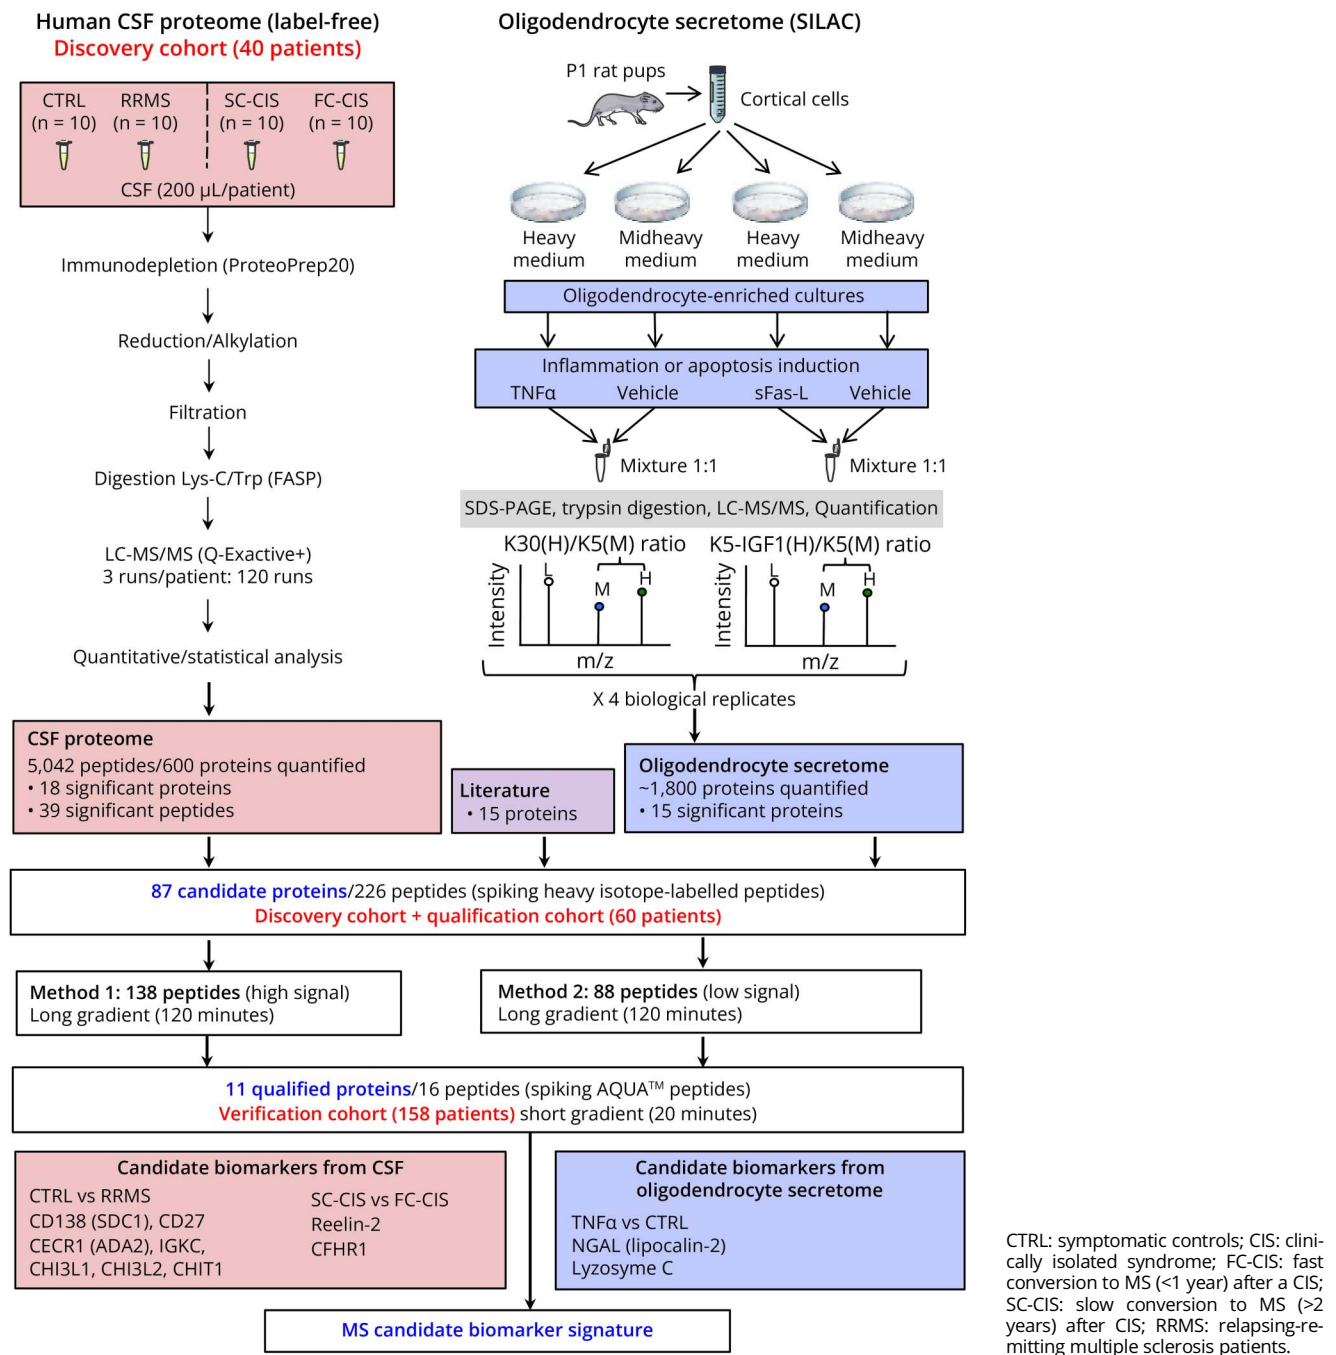 Human CSF proteome (label-free)
Discovery cohort (40 patients)
CTRL
(n = 10)
RRMS
(n = 10)
SC-CIS
(n = 10)
FC-CIS
(n = 10)
CSF (200 µL/patient)
Immunodepletion (ProteoPrep20)
Reduction/Alkylation
Filtration
Digestion Lys-C/Trp (FASP)
LC-MS/MS (Q-Exactive+)
3 runs/patient: 120 runs
Quantitative/statistical analysis
Oligodendrocyte secretome (SILAC)
P1 rat pups
Cortical cells
Heavy
medium
Midheavy
medium
Heavy
medium
Midheavy
medium
Oligodendrocyte-enriched cultures
Inflammation or apoptosis induction
TNFα Vehicle sFas-L Vehicle
Mixture 1:1
Mixture 1:1
SDS-PAGE, trypsin digestion, LC-MS/MS, Quantification
K30(H)/K5(M) ratio
Intensity
L
M
H
m/z
K5-IGF1(H)/K5(M) ratio
Intensity
L
M
H
m/z
X 4 biological replicates
CSF proteome
5,042 peptides/600 proteins quantified
• 18 significant proteins
• 39 significant peptides
Literature
• 15 proteins
Oligodendrocyte secretome
~1,800 proteins quantified
• 15 significant proteins
87 candidate proteins/226 peptides (spiking heavy isotope-labelled peptides)
Discovery cohort + qualification cohort (60 patients)
Method 1: 138 peptides (high signal)
Long gradient (120 minutes)
Method 2: 88 peptides (low signal)
Long gradient (120 minutes)
11 qualified proteins/16 peptides (spiking AQUA™ peptides)
Verification cohort (158 patients) short gradient (20 minutes)
Candidate biomarkers from CSF
CTRL vs RRMS
CD138 (SDC1), CD27
CECR1 (ADA2), IGKC,
CHI3L1, CHI3L2, CHIT1
SC-CIS vs FC-CIS
Reelin-2
CFHR1
Candidate biomarkers from
oligodendrocyte secretome
TNFα vs CTRL
NGAL (lipocalin-2)
Lyzosyme C
MS candidate biomarker signature
CTRL: symptomatic controls; CIS: clini-
cally isolated syndrome; FC-CIS: fast
conversion to MS (<1 year) after a CIS;
SC-CIS: slow conversion to MS (>2
years) after CIS; RRMS: relapsing-re-
mitting multiple sclerosis patients.